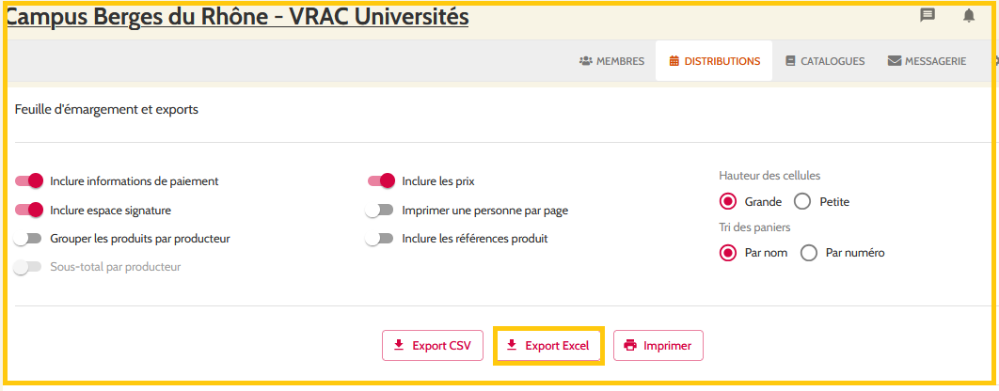 Campus Berges du Rhône - VRAC Universités
MEMBRES DISTRIBUTIONS CATALOGUES MESSAGERIE
Feuille d'émargement et exports
Inclure informations de paiement
Inclure espace signature
Grouper les produits par producteur
Sous-total par producteur
Inclure les prix
Imprimer une personne par page
Inclure les références produit
Hauteur des cellules
Grande Petite
Tri des paniers
Par nom Par numéro
Export CSV Export Excel Imprimer